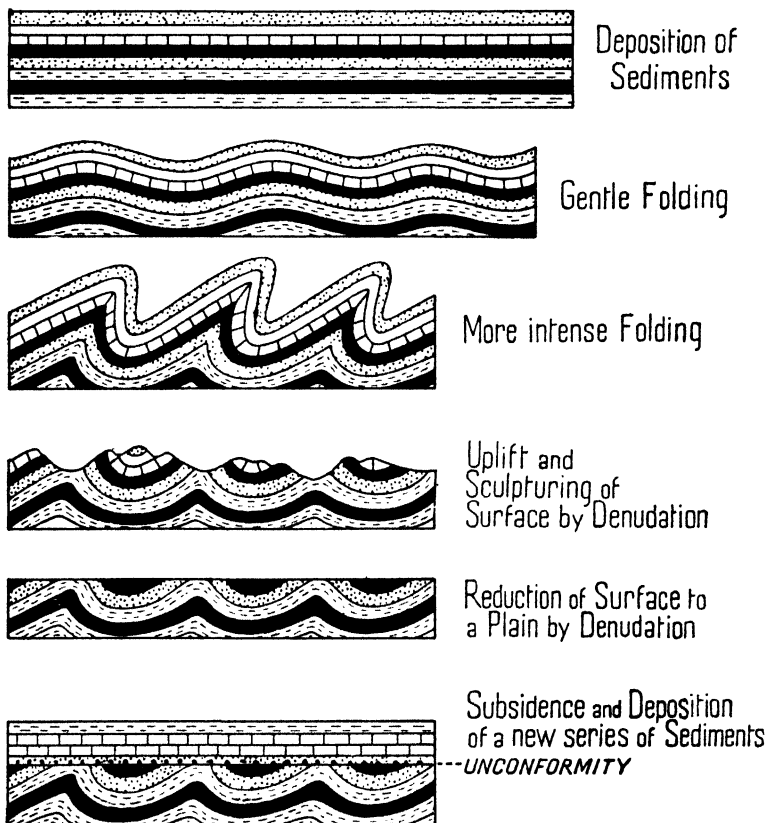 Deposition of
Sediments
Gentle Folding
More intense Folding
Uplift and
Sculpturing of
Surface by Denudation
Reduction of Surface to
a Plain by Denudation
Subsidence and Deposition
of a new series of Sediments
UNCONFORMITY